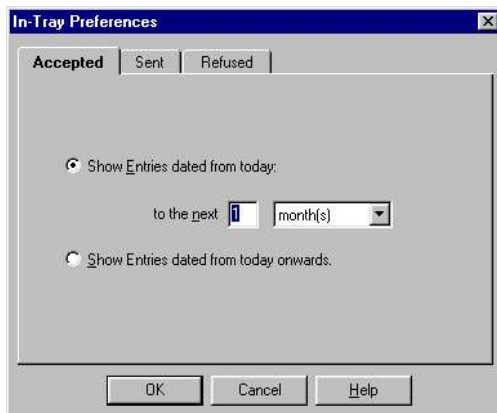 In-Tray Preferences
Accepted Sent Refused
Show Entries dated from today:
to the next 1 month(s)
Show Entries dated from today onwards.
OK Cancel Help